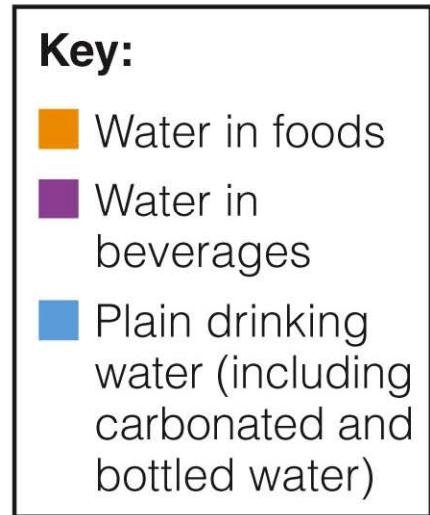 Key:
Water in foods
Water in
beverages
Plain drinking
water (including
carbonated and
bottled water)